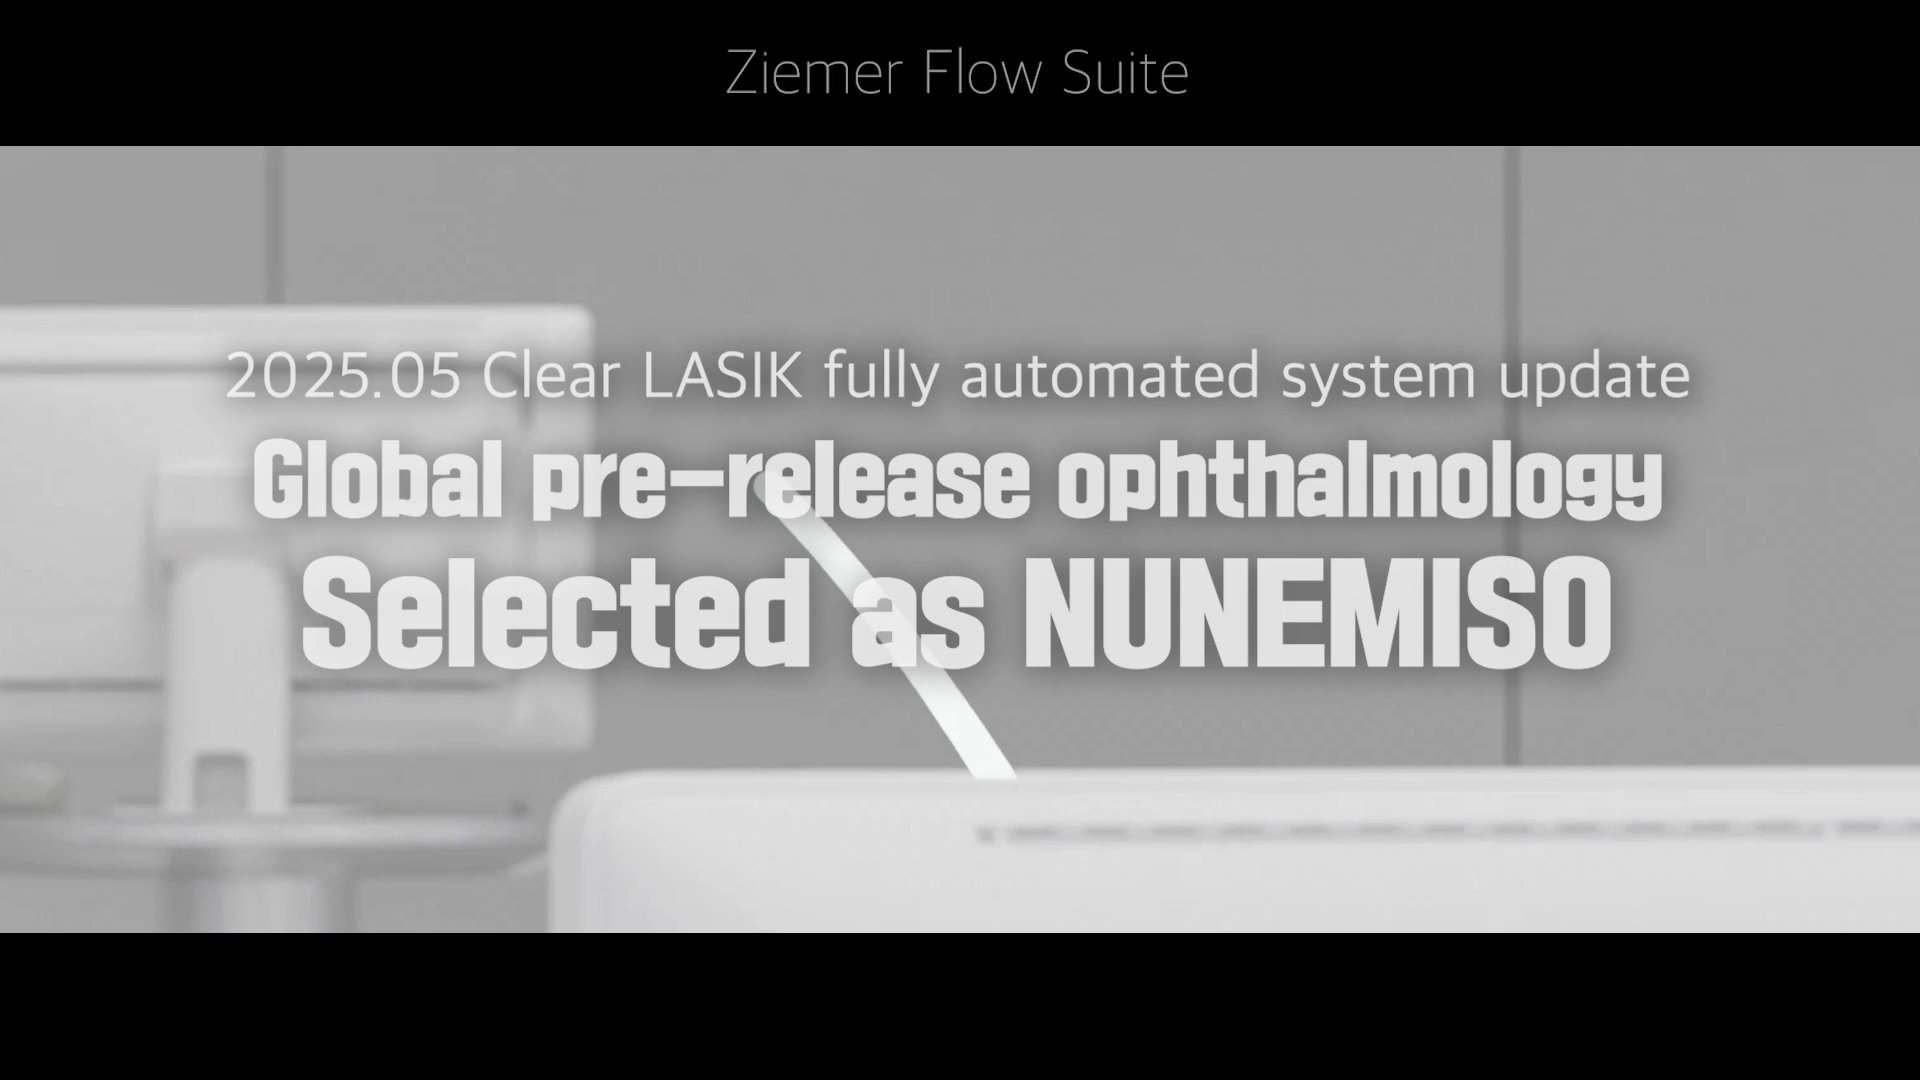 Ziemer Flow Suite
2025.05 Clear LASIK fully automated system update
Global pre-release ophthalmology
Selected as NUNEMISO